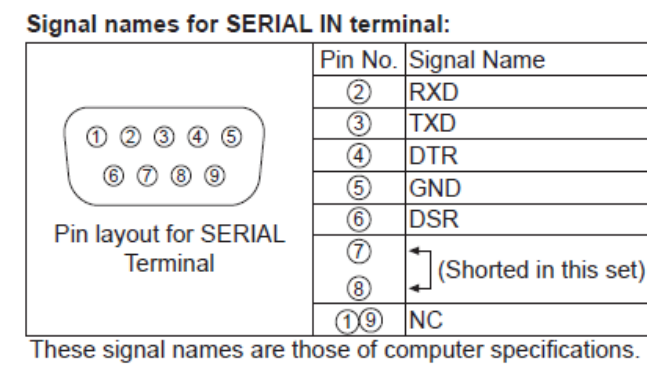 Signal names for SERIAL IN terminal:
Pin No. Signal Name
② RXD
③ TXD
④ DTR
⑤ GND
⑥ DSR
⑦
(Shorted in this set)
⑧
①⑨ NC
① ② ③ ④ ⑤
⑥ ⑦ ⑧ ⑨
Pin layout for SERIAL
Terminal
These signal names are those of computer specifications.